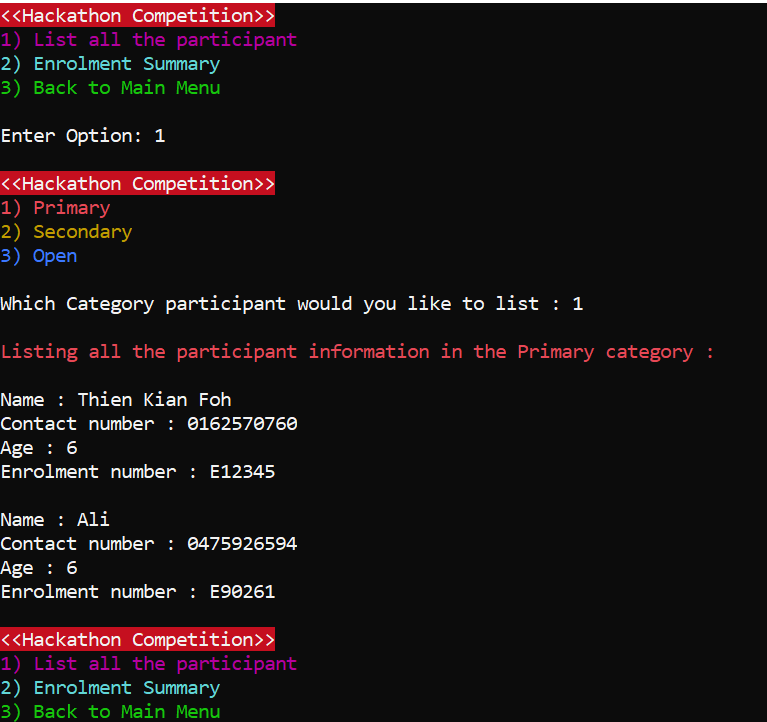 <<Hackathon Competition>>
1) List all the participant
2) Enrolment Summary
3) Back to Main Menu
Enter Option: 1
<<Hackathon Competition>>
1) Primary
2) Secondary
3) Open
Which Category participant would you like to list : 1
Listing all the participant information in the Primary category :
Name : Thien Kian Foh
Contact number : 0162570760
Age : 6
Enrolment number : E12345
Name : Ali
Contact number : 0475926594
Age : 6
Enrolment number : E90261
<<Hackathon Competition>>
1) List all the participant
2) Enrolment Summary
3) Back to Main Menu